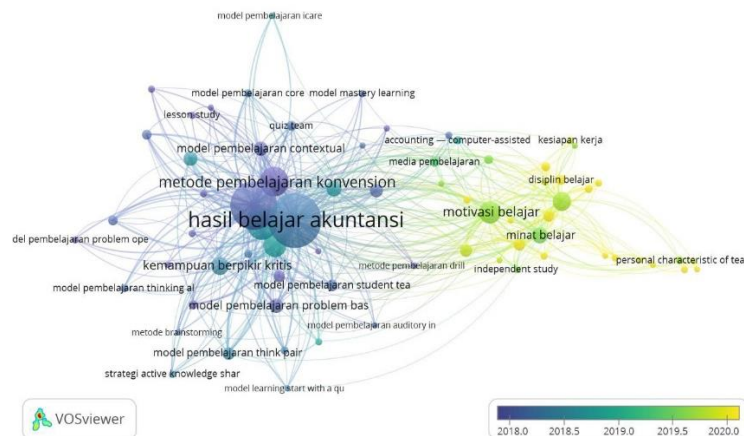 model pembelajaran icare
model pembelajaran core
model mastery learning
lesson study
quiz team
model pembelajaran contextual
accounting — computer-assisted
kesiapan kerja
media pembelajaran
metode pembelajaran konvension
disiplin belajar
hasil belajar akuntansi
motivasi belajar
minat belajar
del pembelajaran problem ope
kemampuan berpikir kritis
metode pembelajaran drill
independent study
personal characteristic of tea
model pembelajaran thinking al
model pembelajaran student tea
model pembelajaran problem bas
metode brainstorming
model pembelajaran auditory in
model pembelajaran think pair
strategi active knowledge shar
model learning start with a qu
VOSviewer
2018.0 2018.5 2019.0 2019.5 2020.0